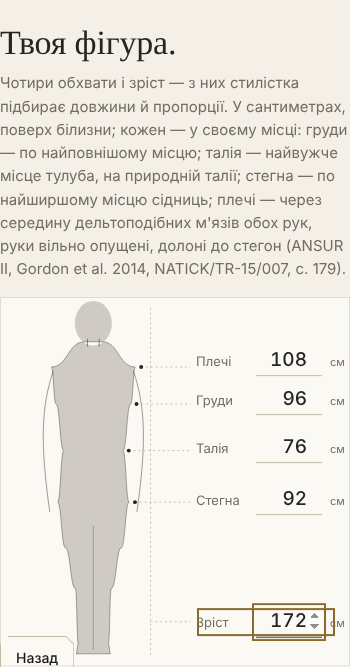 Твоя фігура.
Чотири обхвати і зріст — з них стилістка
підбирає довжини й пропорції. У сантиметрах,
поверх білизни; кожен — у своєму місці: груди
— по найповнішому місцю; талія — найвужче
місце тулуба, на природній талії; стегна — по
найширшому місцю сідниць; плечі — через
середину дельтоподібних м'язів обох рук,
руки вільно опущені, долоні до стегон (ANSUR
II, Gordon et al. 2014, NATICK/TR-15/007, с. 179).
Плечі 108 см
Груди 96 см
Талія 76 см
Стегна 92 см
Зріст 172 см
Назад